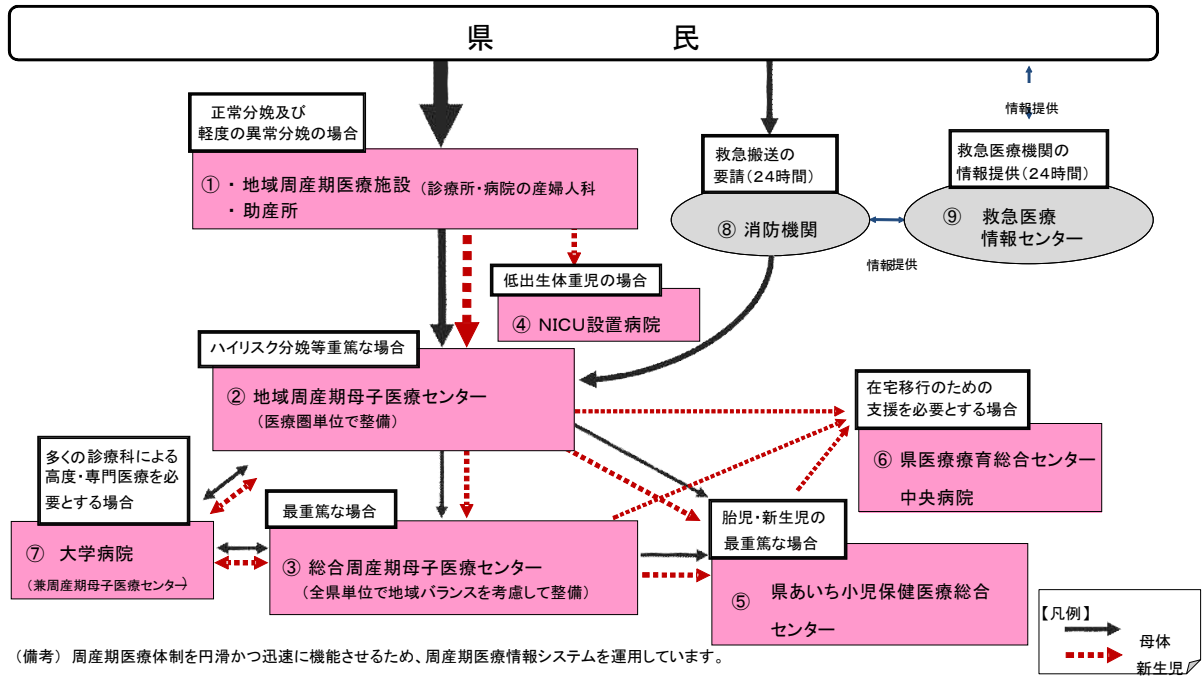 県　民
正常分娩及び
軽度の異常分娩の場合
① ・ 地域周産期医療施設 (診療所・病院の産婦人科
・ 助産所
救急搬送の
要請(24時間)
⑧ 消防機関
情報提供
救急医療機関の
情報提供(24時間)
⑨ 救急医療
情報センター
情報提供
低出生体重児の場合
④ NICU設置病院
ハイリスク分娩等重篤な場合
② 地域周産期母子医療センター
(医療圏単位で整備)
在宅移行のための
支援を必要とする場合
⑥ 県医療療育総合センター
中央病院
多くの診療科による
高度・専門医療を必
要とする場合
⑦ 大学病院
(兼周産期母子医療センター)
最重篤な場合
③ 総合周産期母子医療センター
(全県単位で地域バランスを考慮して整備)
胎児・新生児の
最重篤な場合
⑤ 県あいち小児保健医療総合
センター
【凡例】
母体
新生児
(備考) 周産期医療体制を円滑かつ迅速に機能させるため、周産期医療情報システムを運用しています。